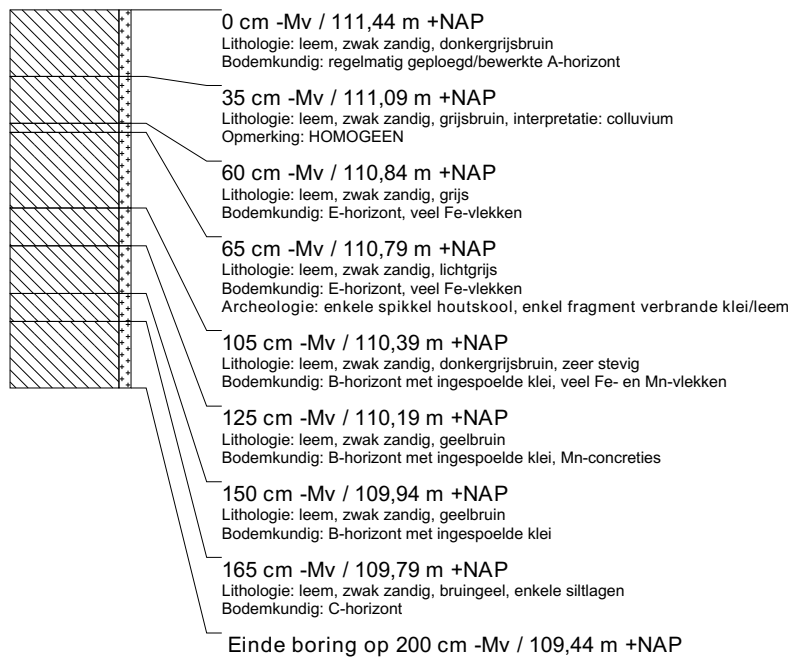 0 cm -Mv / 111,44 m +NAP
Lithologie: leem, zwak zandig, donkergrijsbruin
Bodemkundig: regelmatig geploegd/bewerkte A-horizont
35 cm -Mv / 111,09 m +NAP
Lithologie: leem, zwak zandig, grijsbruin, interpretatie: colluvium
Opmerking: HOMOGEEN
60 cm -Mv / 110,84 m +NAP
Lithologie: leem, zwak zandig, grijs
Bodemkundig: E-horizont, veel Fe-vlekken
65 cm -Mv / 110,79 m +NAP
Lithologie: leem, zwak zandig, lichtgrijs
Bodemkundig: E-horizont, veel Fe-vlekken
Archeologie: enkele spikkel houtskool, enkel fragment verbrande klei/leem
105 cm -Mv / 110,39 m +NAP
Lithologie: leem, zwak zandig, donkergrijsbruin, zeer stevig
Bodemkundig: B-horizont met ingespoelde klei, veel Fe- en Mn-vlekken
125 cm -Mv / 110,19 m +NAP
Lithologie: leem, zwak zandig, geelbruin
Bodemkundig: B-horizont met ingespoelde klei, Mn-concreties
150 cm -Mv / 109,94 m +NAP
Lithologie: leem, zwak zandig, geelbruin
Bodemkundig: B-horizont met ingespoelde klei
165 cm -Mv / 109,79 m +NAP
Lithologie: leem, zwak zandig, bruingeel, enkele siltlagen
Bodemkundig: C-horizont
Einde boring op 200 cm -Mv / 109,44 m +NAP